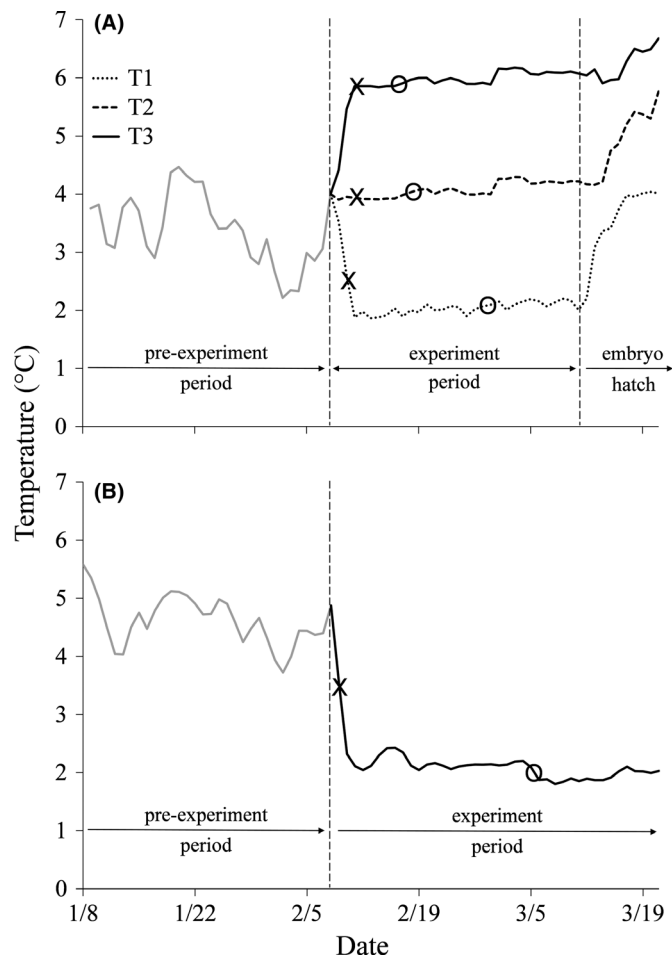 (A)
7
6
5
4
3
2
1
0
T1
T2
T3
X
O
X
O
X
O
pre-experiment
period
experiment
period
embryo
hatch
Temperature (°C)
(B)
7
6
5
4
3
2
1
0
X
O
pre-experiment
period
experiment
period
1/8
1/22
2/5
2/19
3/5
3/19
Date